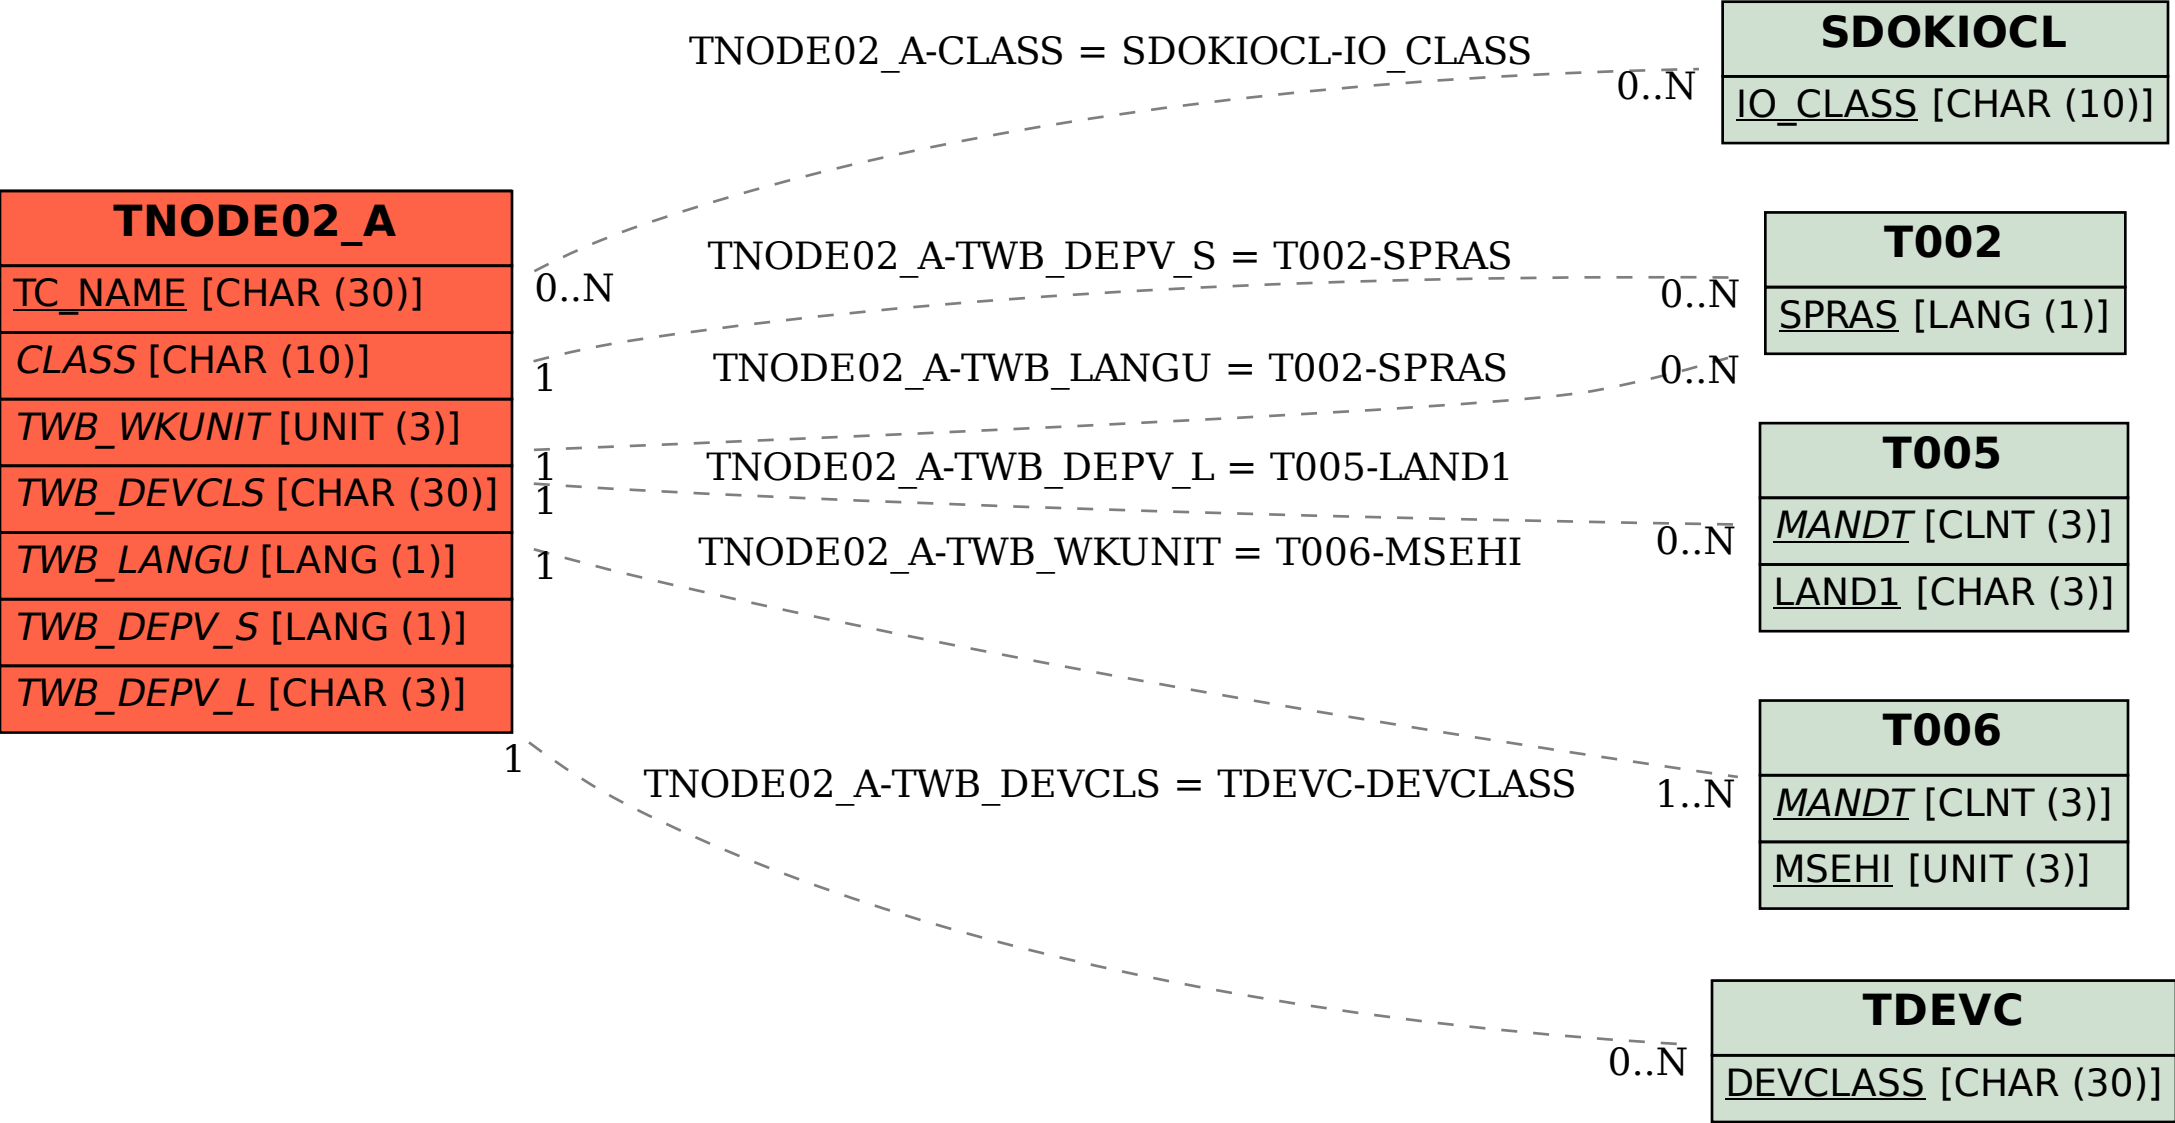 TNODE02_A
TC_NAME [CHAR (30)]
CLASS [CHAR (10)]
TWB_WKUNIT [UNIT (3)]
TWB_DEVCLS [CHAR (30)]
TWB_LANGU [LANG (1)]
TWB_DEPV_S [LANG (1)]
TWB_DEPV_L [CHAR (3)]
TNODE02_A-CLASS = SDOKIOCL-IO_CLASS
0..N
0..N
TNODE02_A-TWB_DEPV_S = T002-SPRAS
0..N
1
TNODE02_A-TWB_LANGU = T002-SPRAS
0..N
1
TNODE02_A-TWB_DEPV_L = T005-LAND1
1
0..N
TNODE02_A-TWB_WKUNIT = T006-MSEHI
1
1..N
TNODE02_A-TWB_DEVCLS = TDEVC-DEVCLASS
1
0..N
SDOKIOCL
IO_CLASS [CHAR (10)]
T002
SPRAS [LANG (1)]
T005
MANDT [CLNT (3)]
LAND1 [CHAR (3)]
T006
MANDT [CLNT (3)]
MSEHI [UNIT (3)]
TDEVC
DEVCLASS [CHAR (30)]